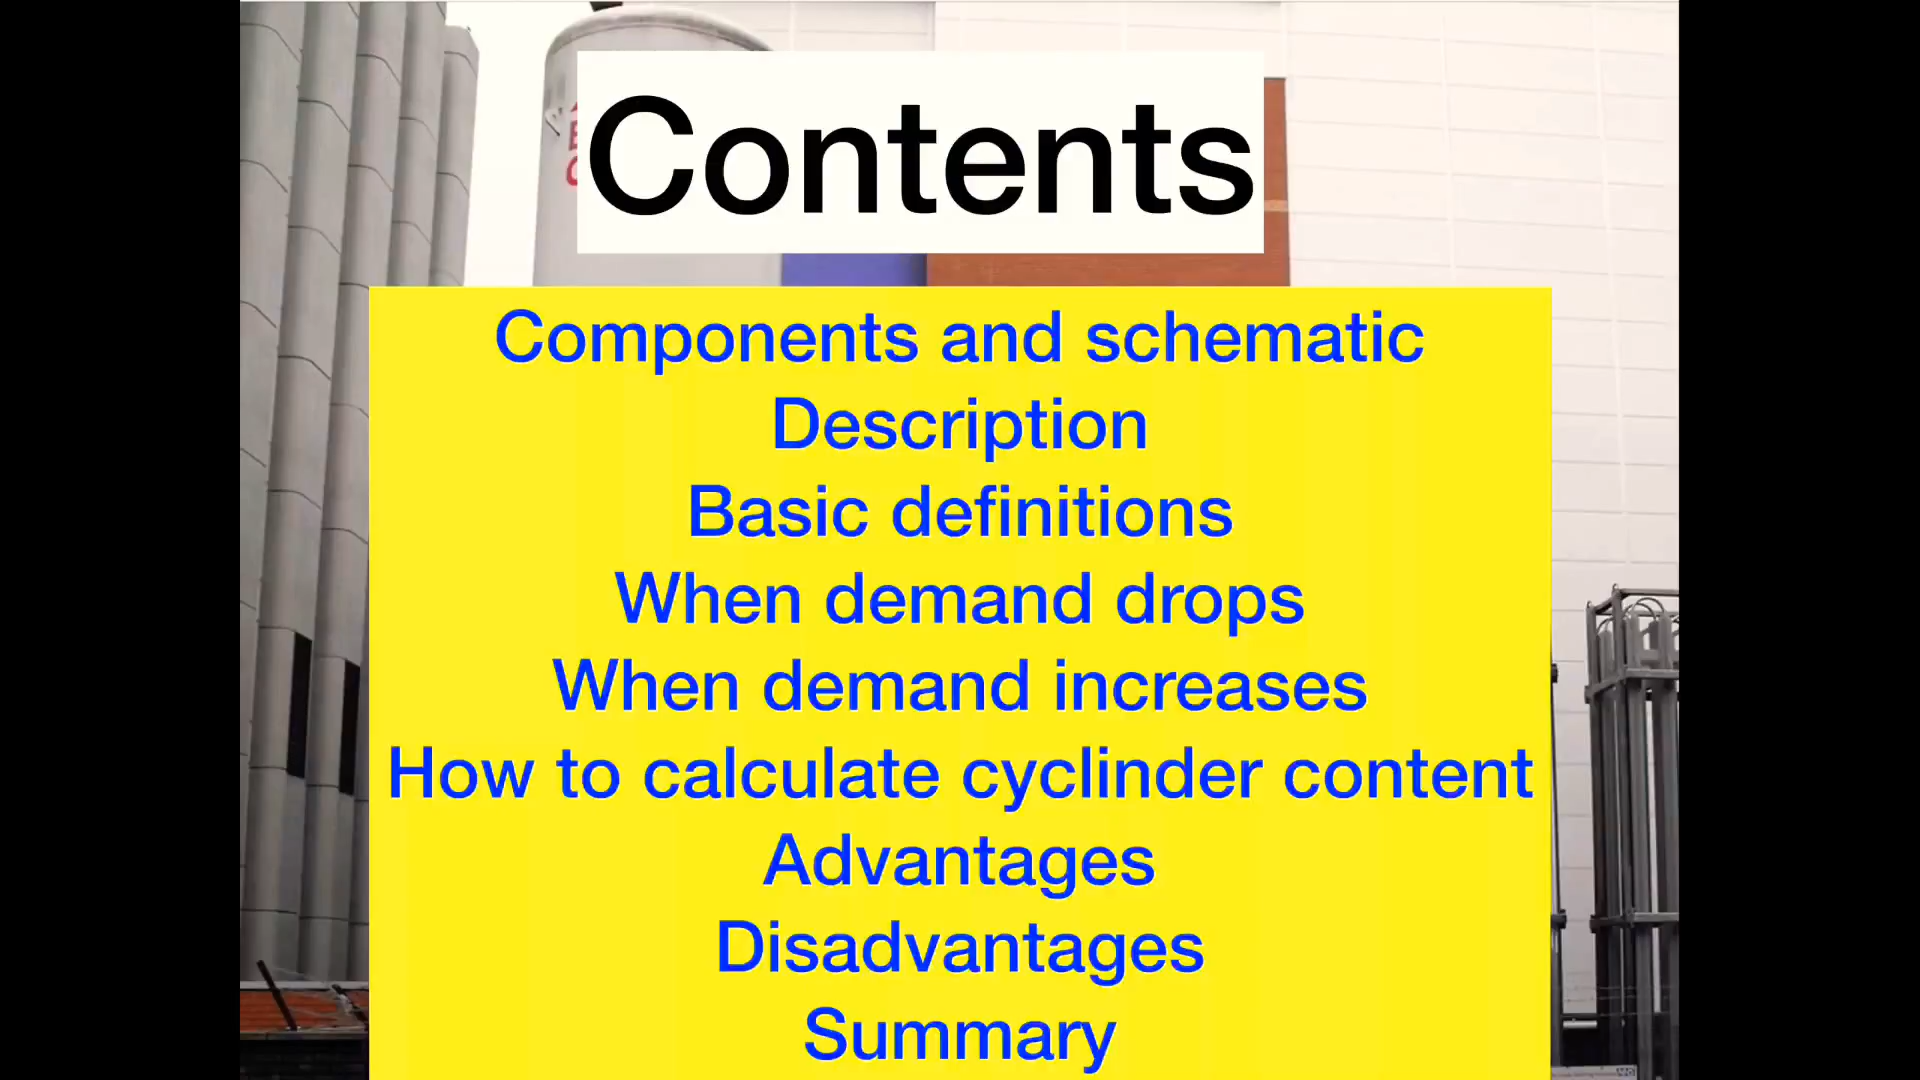 Contents
Components and schematic
Description
Basic definitions
When demand drops
When demand increases
How to calculate cyclinder content
Advantages
Disadvantages
Summary